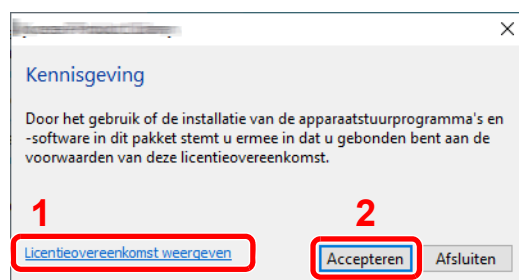 Kennisgeving
Door het gebruik of de installatie van de apparaatstuurprogramma's en
-software in dit pakket stemt u ermee in dat u gebonden bent aan de
voorwaarden van deze licentieovereenkomst.
1
2
Licentieovereenkomst weergeven
Accepteren
Afsluiten